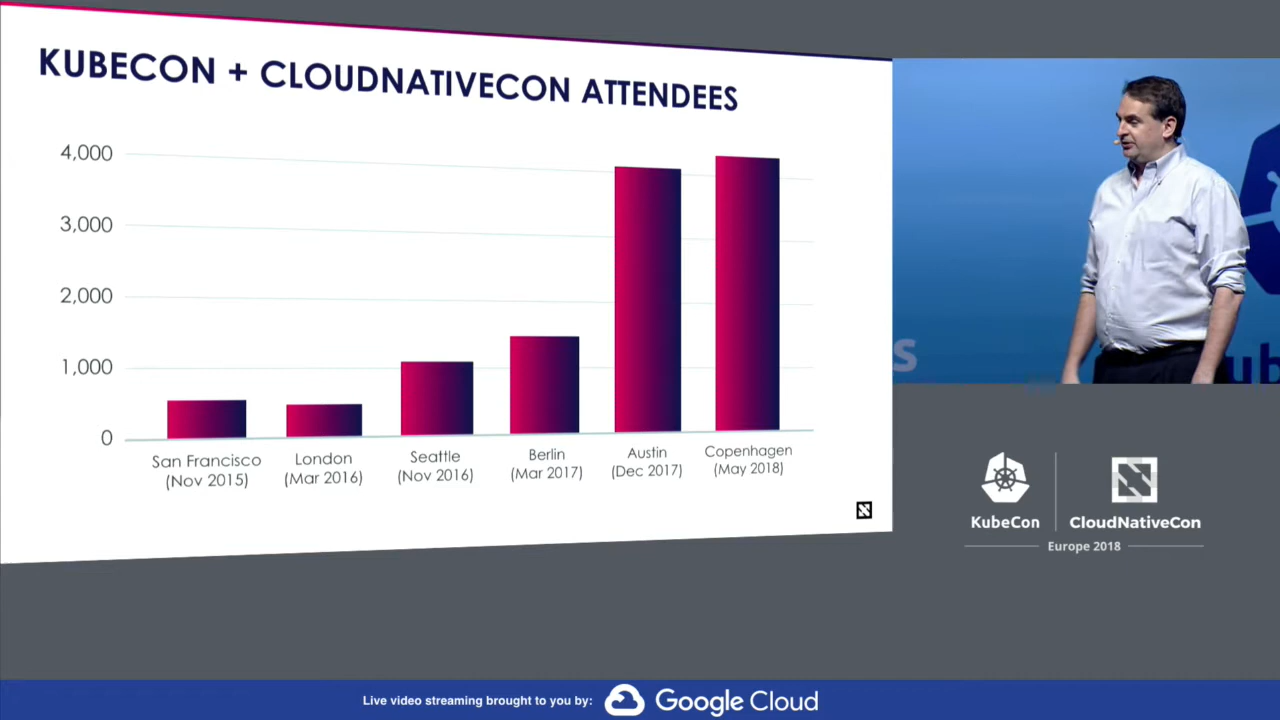 KUBECON + CLOUDNATIVECON ATTENDEES
4,000
3,000
2,000
1,000
0
San Francisco
(Nov 2015)
London
(Mar 2016)
Seattle
(Nov 2016)
Berlin
(Mar 2017)
Austin
(Dec 2017)
Copenhagen
(May 2018)
s
ub
KubeCon
CloudNativeCon
Europe 2018
Live video streaming brought to you by:
Google Cloud